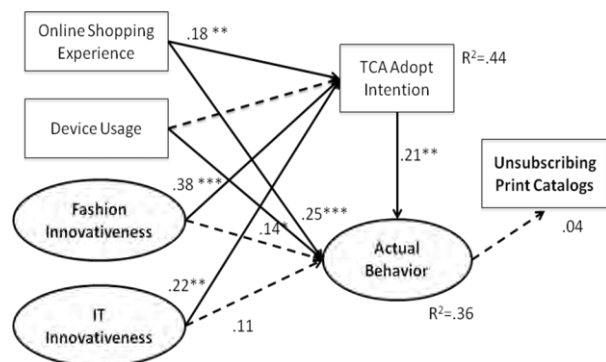 Online Shopping
Experience
.18 **
TCA Adopt
Intention
R²=.44
Device Usage
.21**
Unsubscribing
Print Catalogs
.38 ***
Fashion
Innovativeness
.25***
.14*
Actual
Behavior
.04
.22**
IT
Innovativeness
.11
R²=.36